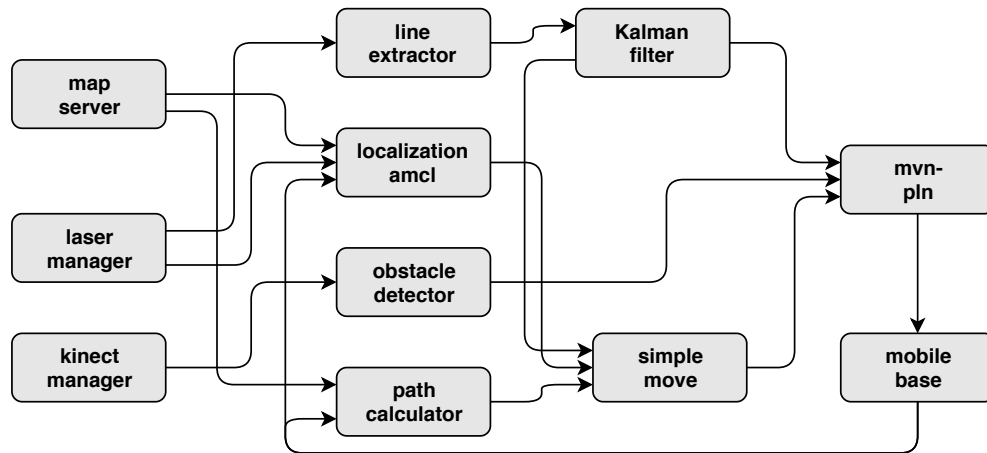 line
extractor
Kalman
filter
map
server
localization
amcl
mvn-
pln
laser
manager
obstacle
detector
kinect
manager
simple
move
mobile
base
path
calculator